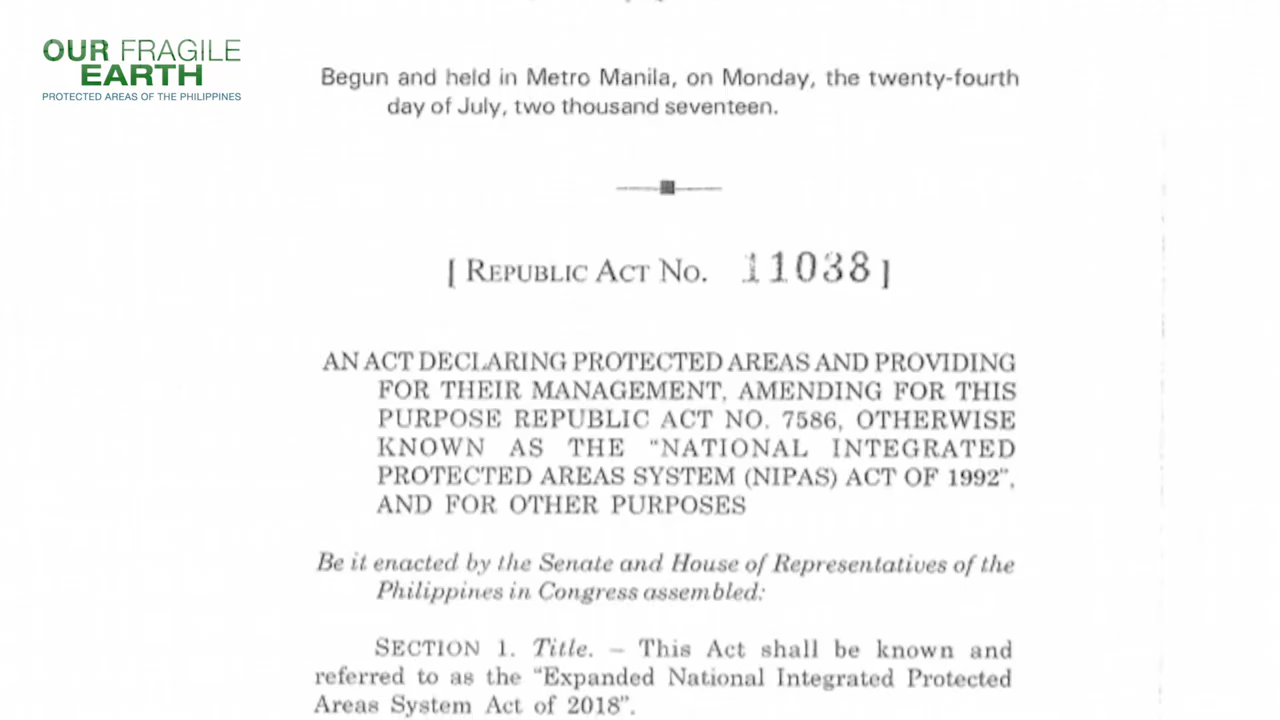 OUR FRAGILE
EARTH
PROTECTED AREAS OF THE PHILIPPINES
Begun and held in Metro Manila, on Monday, the twenty-fourth
day of July, two thousand seventeen.
[ REPUBLIC ACT NO. 11038 ]
AN ACT DECLARING PROTECTED AREAS AND PROVIDING
FOR THEIR MANAGEMENT, AMENDING FOR THIS
PURPOSE REPUBLIC ACT NO. 7586, OTHERWISE
KNOWN AS THE “NATIONAL INTEGRATED
PROTECTED AREAS SYSTEM (NIPAS) ACT OF 1992”,
AND FOR OTHER PURPOSES
Be it enacted by the Senate and House of Representatives of the
Philippines in Congress assembled:
SECTION 1. Title. – This Act shall be known and
referred to as the “Expanded National Integrated Protected
Areas System Act of 2018”.